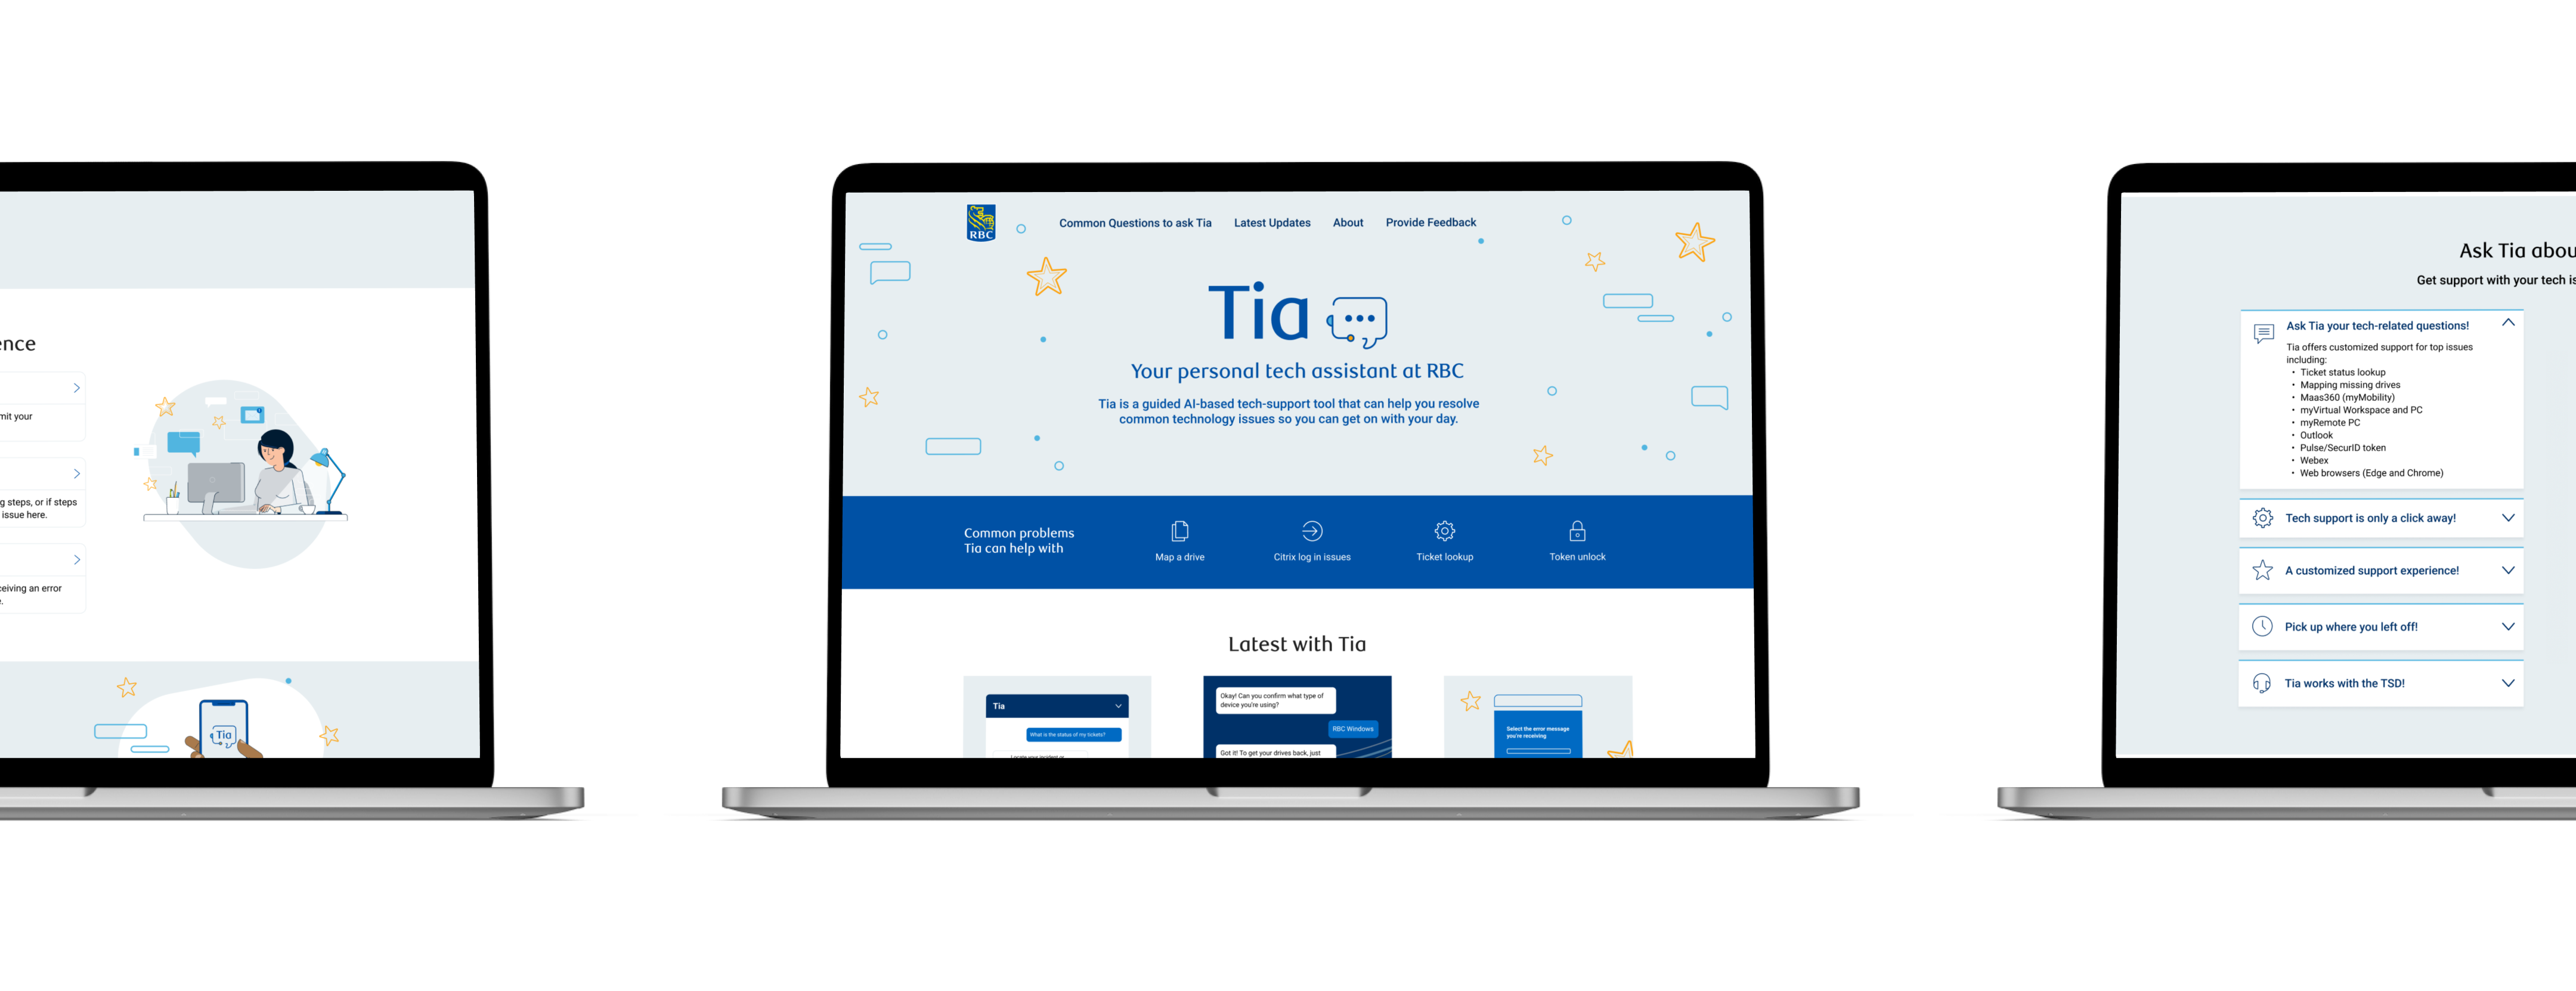 ence
mit your
g steps, or if steps
issue here.
ceiving an error
Tia
RBC
Common Questions to ask Tia
Latest Updates
About
Provide Feedback
Tia
Your personal tech assistant at RBC
Tia is a guided AI-based tech-support tool that can help you resolve
common technology issues so you can get on with your day.
Common problems
Tia can help with
Map a drive
Citrix log in issues
Ticket lookup
Token unlock
Latest with Tia
Tia
What is the status of my tickets?
Locate your incident or
Okay! Can you confirm what type of
device you're using?
RBC Windows
Got it! To get your drives back, just
Select the error message
you're receiving
Ask Tia abou
Get support with your tech is
Ask Tia your tech-related questions!
Tia offers customized support for top issues
including:
• Ticket status lookup
• Mapping missing drives
• Maas360 (myMobility)
• myVirtual Workspace and PC
• myRemote PC
• Outlook
• Pulse/SecurID token
• Webex
• Web browsers (Edge and Chrome)
Tech support is only a click away!
A customized support experience!
Pick up where you left off!
Tia works with the TSD!